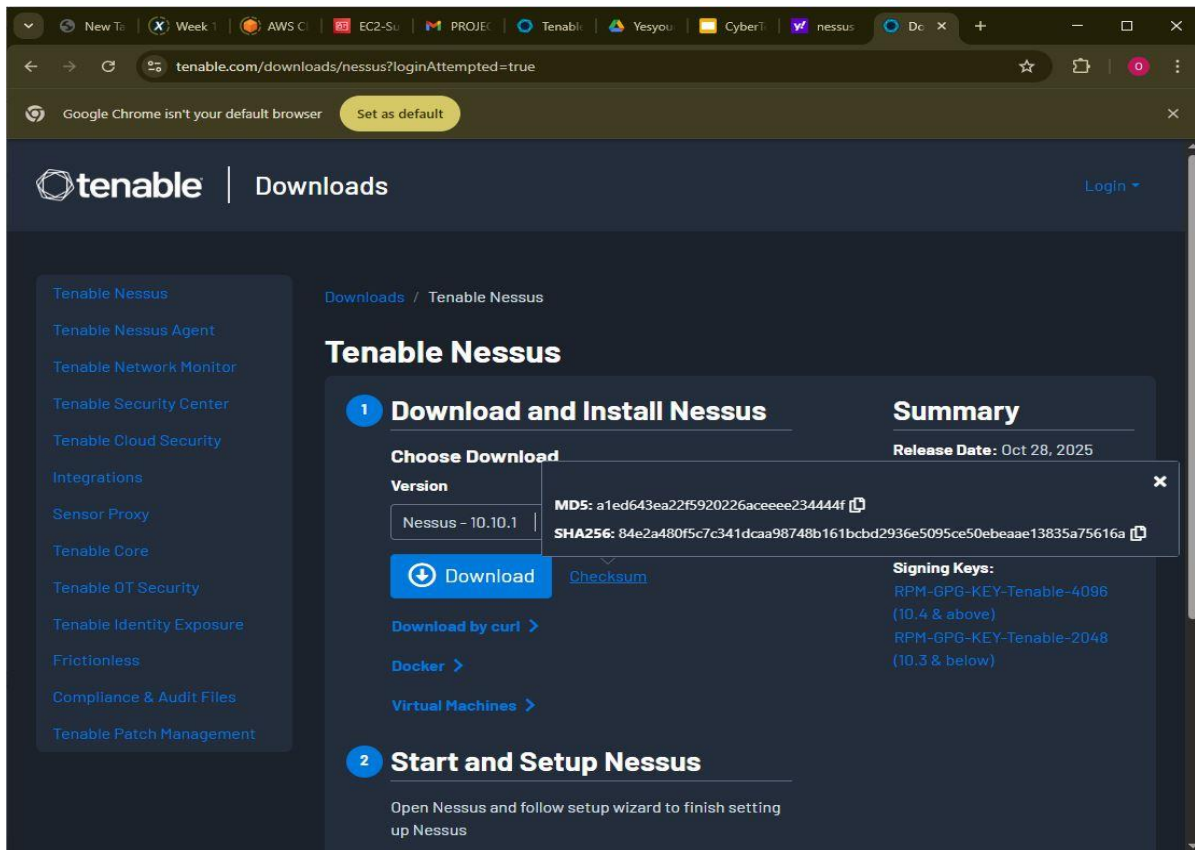 New Ta
Week 1
AWS Cl
EC2-Su
PROJEC
Tenable
Yesyou
CyberTe
nessus
Do
tenable.com/downloads/nessus?loginAttempted=true
Google Chrome isn't your default browser
Set as default
tenable
Downloads
Login
Tenable Nessus
Tenable Nessus Agent
Tenable Network Monitor
Tenable Security Center
Tenable Cloud Security
Integrations
Sensor Proxy
Tenable Core
Tenable OT Security
Tenable Identity Exposure
Frictionless
Compliance & Audit Files
Tenable Patch Management
Downloads / Tenable Nessus
Tenable Nessus
1 Download and Install Nessus
Choose Download
Version
Nessus - 10.10.1
Download
Checksum
MD5: a1ed643ea22f5920226aceeee234444f
SHA256: 84e2a480f5c7c341dcaa98748b161bcbd2936e5095ce50ebeaae13835a75616a
Download by curl
Docker
Virtual Machines
2 Start and Setup Nessus
Open Nessus and follow setup wizard to finish setting
up Nessus
Summary
Release Date: Oct 28, 2025
Signing Keys:
RPM-GPG-KEY-Tenable-4096
(10.4 & above)
RPM-GPG-KEY-Tenable-2048
(10.3 & below)